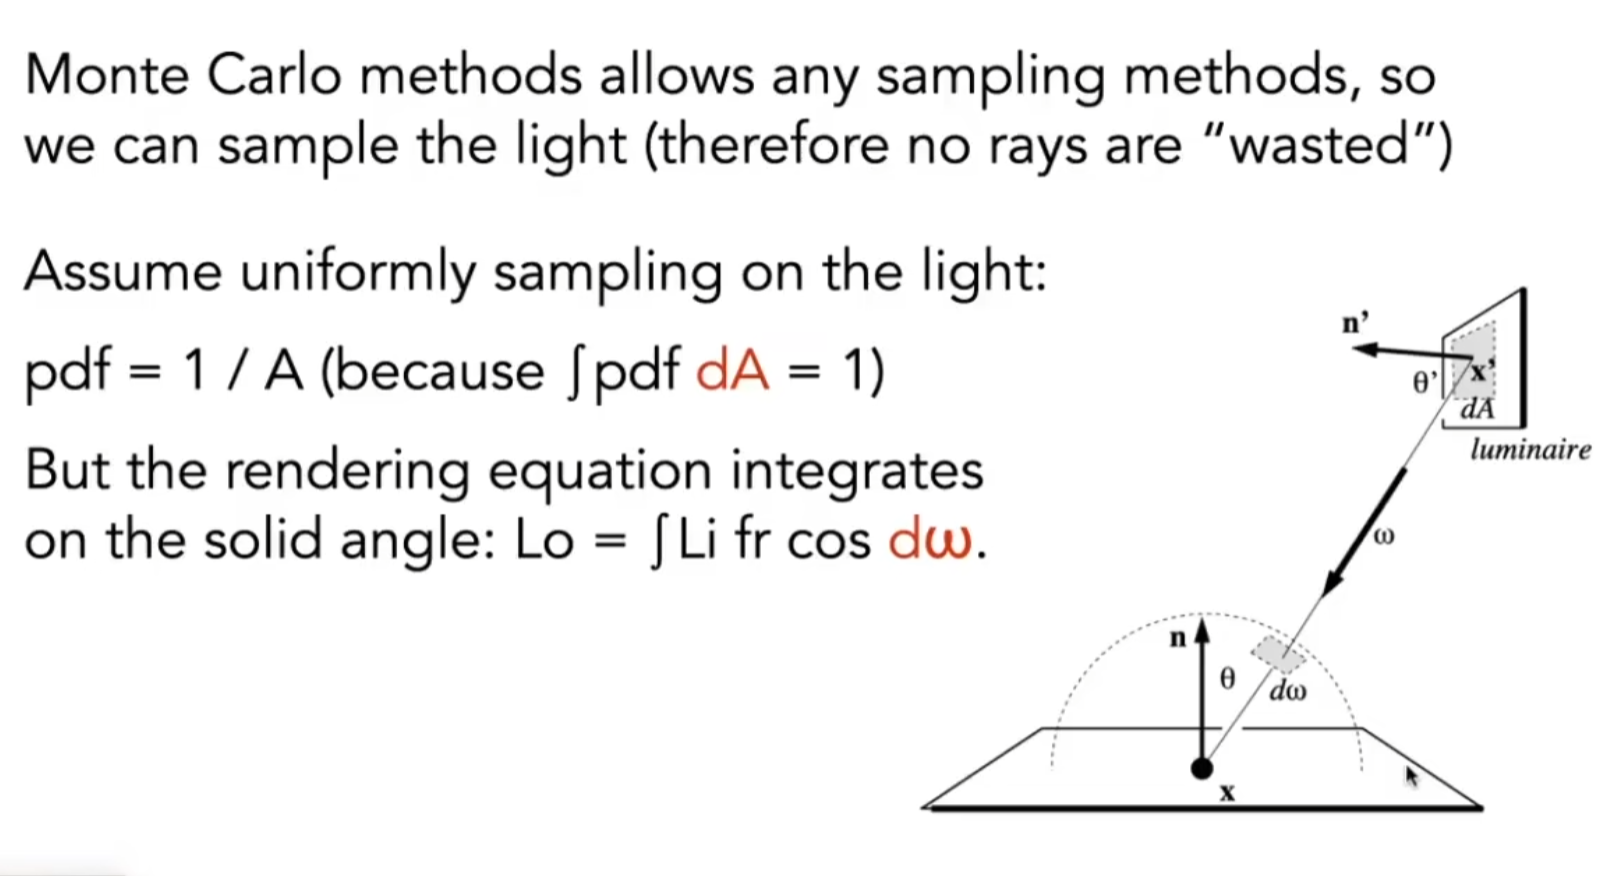 Monte Carlo methods allows any sampling methods, so
we can sample the light (therefore no rays are “wasted”)
Assume uniformly sampling on the light:
pdf = 1 / A (because ∫pdf dA = 1)
But the rendering equation integrates
on the solid angle: Lo = ∫Li fr cos dω.
n’
θ’
x’
dA
luminaire
ω
n
θ
dω
x